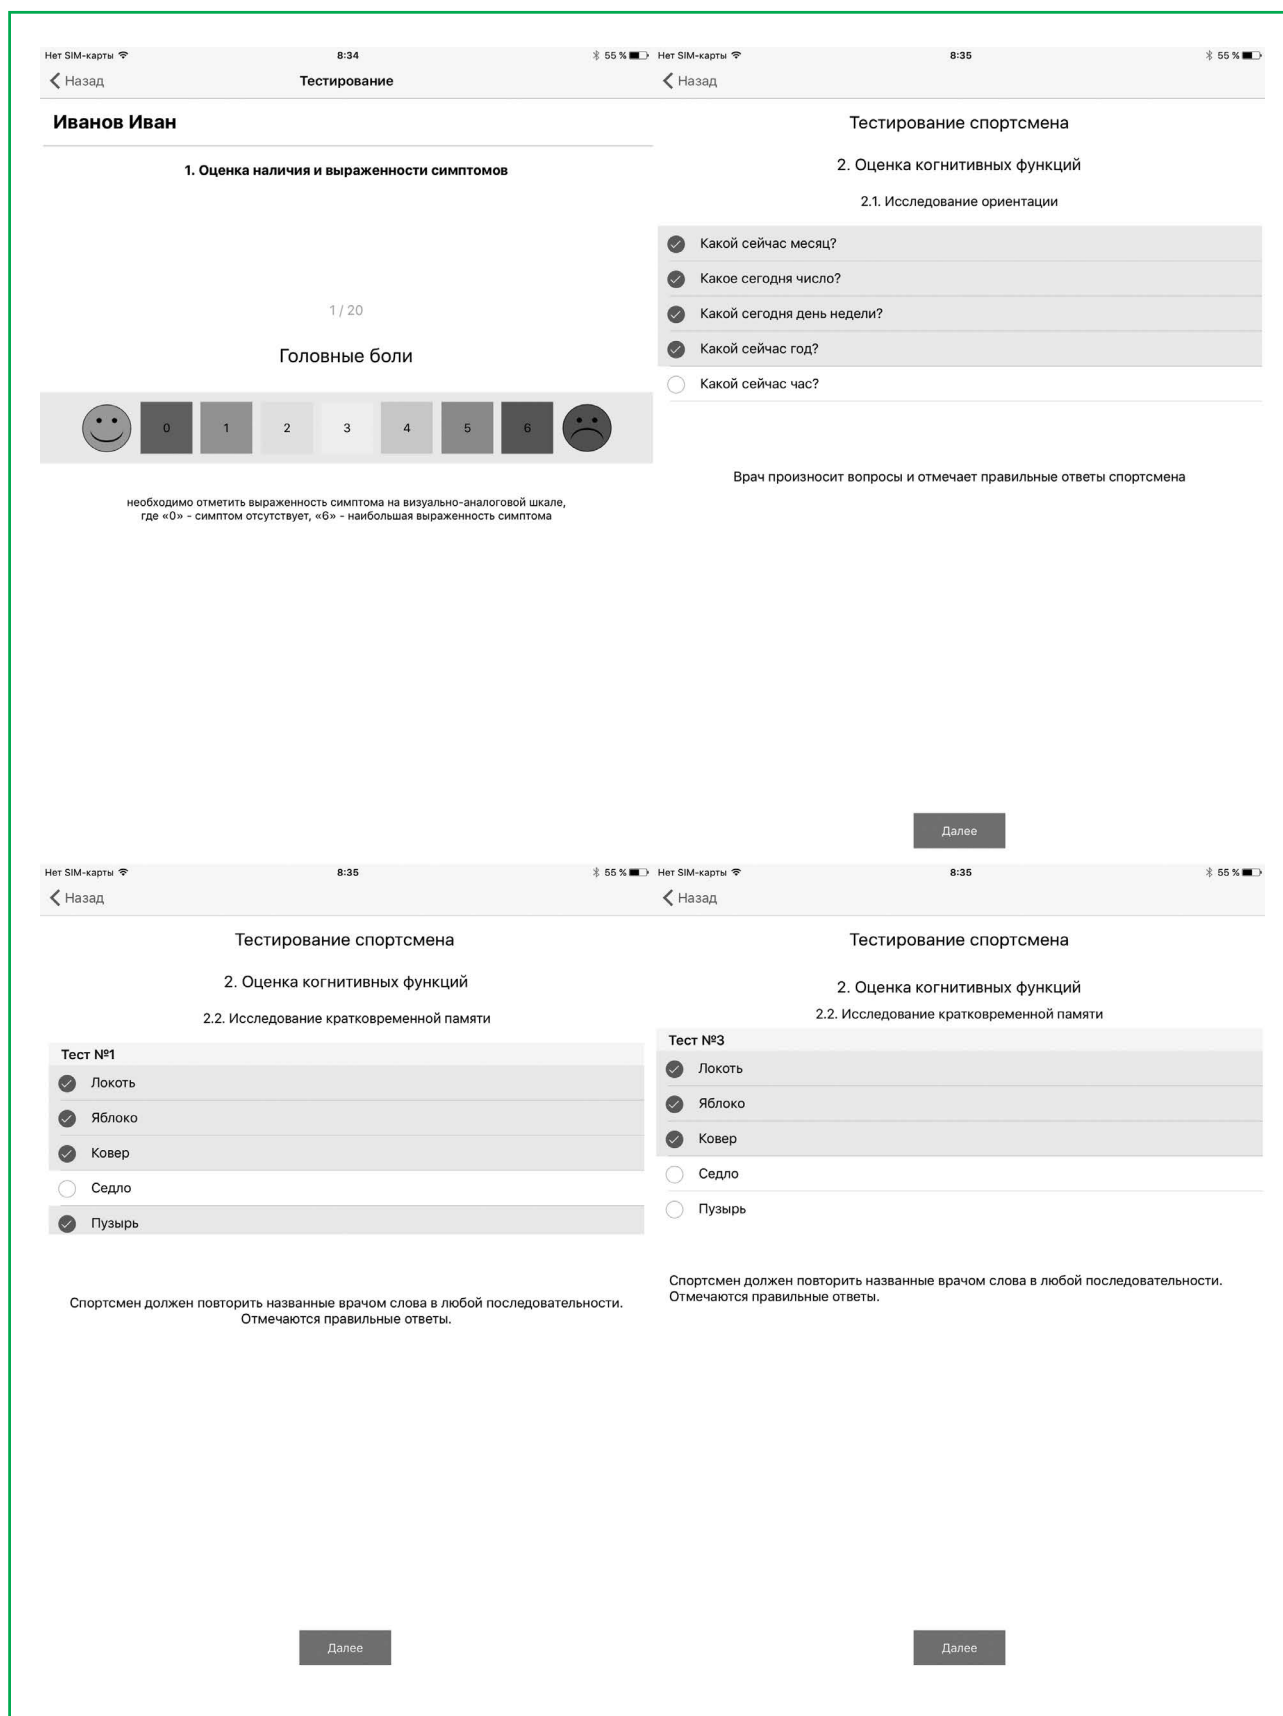 Нет SIM-карты
8:34
55 %
Назад
Тестирование
Иванов Иван
1. Оценка наличия и выраженности симптомов
1 / 20
Головные боли
0 1 2 3 4 5 6
необходимо отметить выраженность симптома на визуально-аналоговой шкале,
где «0» - симптом отсутствует, «6» - наибольшая выраженность симптома
Нет SIM-карты
8:35
55 %
Назад
Тестирование спортсмена
2. Оценка когнитивных функций
2.1. Исследование ориентации
Какой сейчас месяц?
Какое сегодня число?
Какой сегодня день недели?
Какой сейчас год?
Какой сейчас час?
Врач произносит вопросы и отмечает правильные ответы спортсмена
Далее
Нет SIM-карты
8:35
55 %
Назад
Тестирование спортсмена
2. Оценка когнитивных функций
2.2. Исследование кратковременной памяти
Тест №1
Локоть
Яблоко
Ковер
Седло
Пузырь
Спортсмен должен повторить названные врачом слова в любой последовательности.
Отмечаются правильные ответы.
Далее
Нет SIM-карты
8:35
55 %
Назад
Тестирование спортсмена
2. Оценка когнитивных функций
2.2. Исследование кратковременной памяти
Тест №3
Локоть
Яблоко
Ковер
Седло
Пузырь
Спортсмен должен повторить названные врачом слова в любой последовательности.
Отмечаются правильные ответы.
Далее